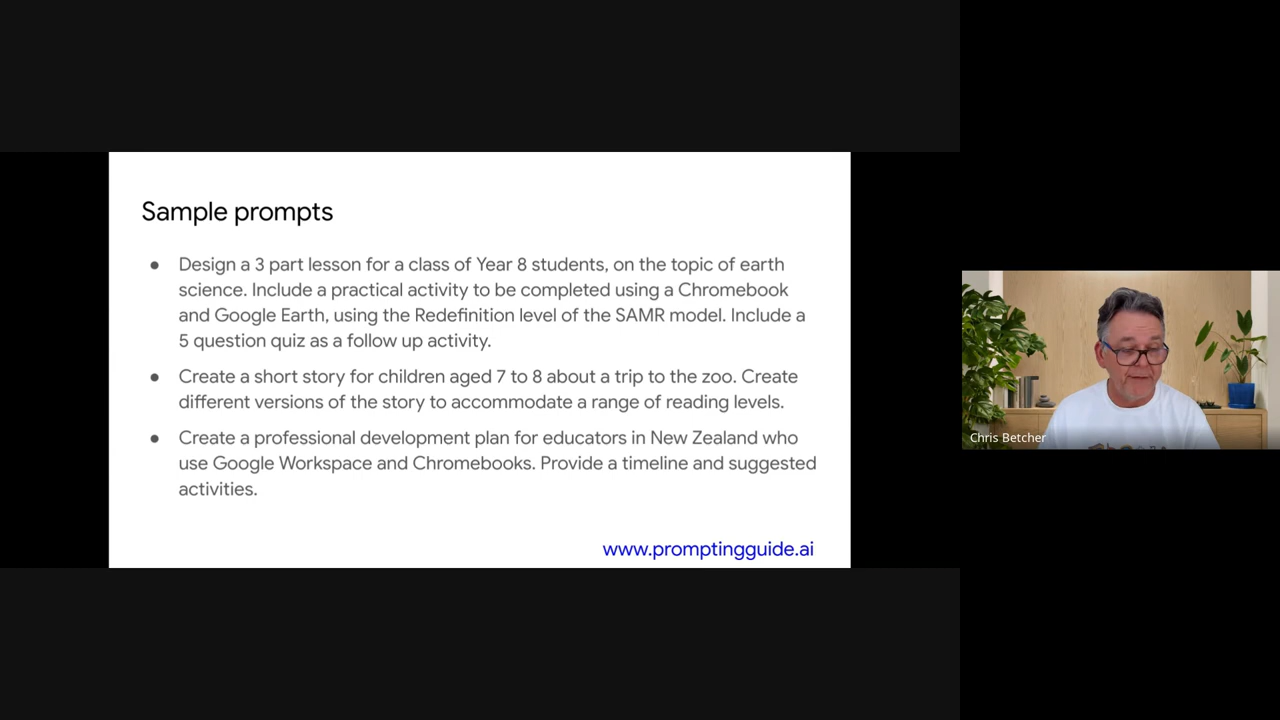 Sample prompts
● Design a 3 part lesson for a class of Year 8 students, on the topic of earth
science. Include a practical activity to be completed using a Chromebook
and Google Earth, using the Redefinition level of the SAMR model. Include a
5 question quiz as a follow up activity.
● Create a short story for children aged 7 to 8 about a trip to the zoo. Create
different versions of the story to accommodate a range of reading levels.
● Create a professional development plan for educators in New Zealand who
use Google Workspace and Chromebooks. Provide a timeline and suggested
activities.
www.promptingguide.ai
Chris Betcher